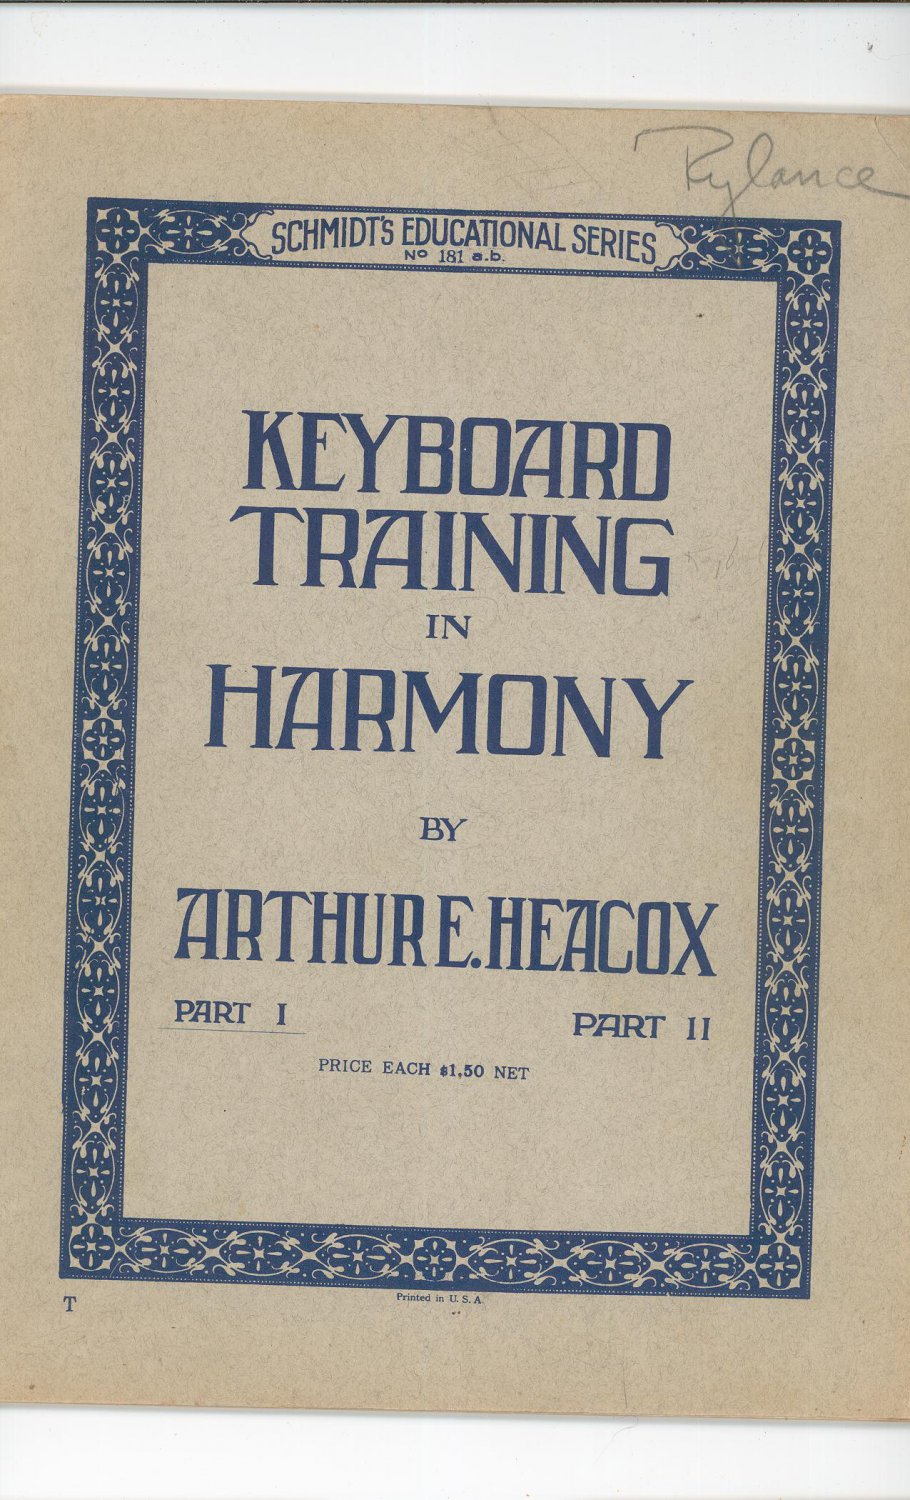 Rylance
SCHMIDT'S EDUCATIONAL SERIES
No 181 a.b.
KEYBOARD
TRAINING
IN
HARMONY
BY
ARTHUR E. HEACOX
PART I PART II
PRICE EACH $1.50 NET
T
Printed in U. S. A.